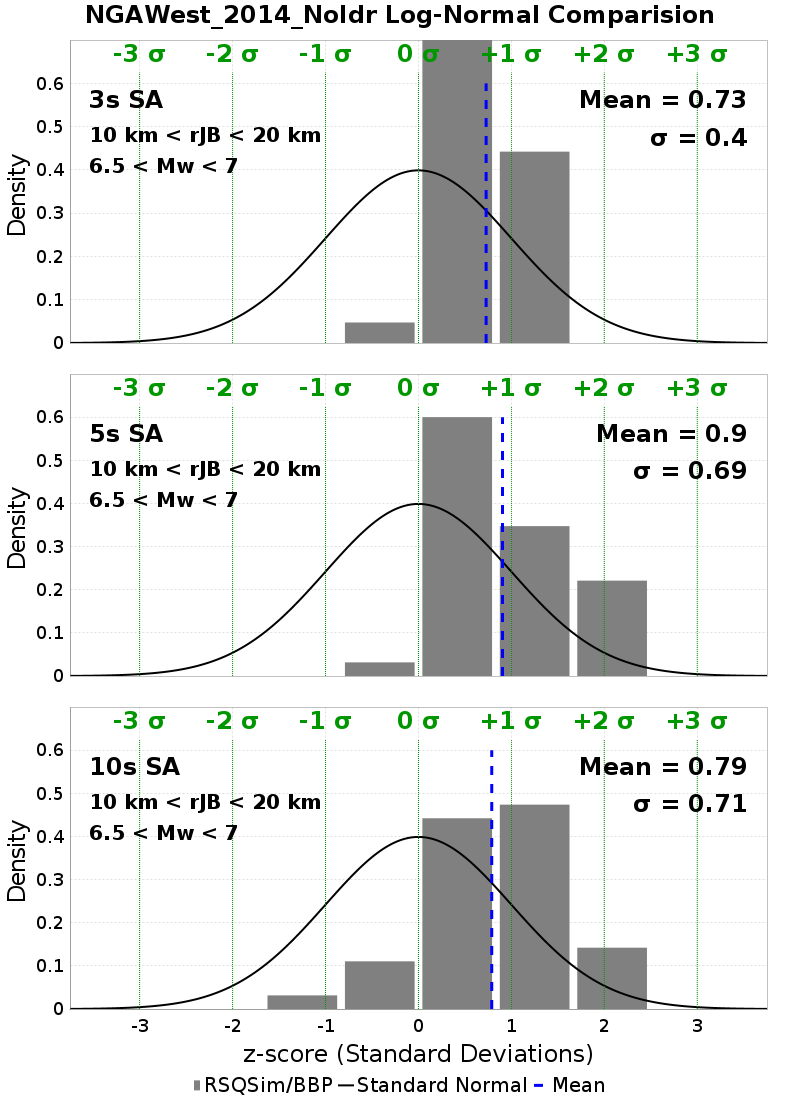 NGAWest_2014_NoIdr Log-Normal Comparision
-3 σ -2 σ -1 σ 0 σ +1 σ +2 σ +3 σ
3s SA
Mean = 0.73
10 km < rJB < 20 km
σ = 0.4
6.5 < Mw < 7
0.6
0.5
0.4
0.3
0.2
0.1
0
Density
-3 σ -2 σ -1 σ 0 σ +1 σ +2 σ +3 σ
5s SA
Mean = 0.9
10 km < rJB < 20 km
σ = 0.69
6.5 < Mw < 7
0.6
0.5
0.4
0.3
0.2
0.1
0
Density
-3 σ -2 σ -1 σ 0 σ +1 σ +2 σ +3 σ
10s SA
Mean = 0.79
10 km < rJB < 20 km
σ = 0.71
6.5 < Mw < 7
0.6
0.5
0.4
0.3
0.2
0.1
0
Density
-3 -2 -1 0 1 2 3
z-score (Standard Deviations)
RSQSim/BBP Standard Normal Mean